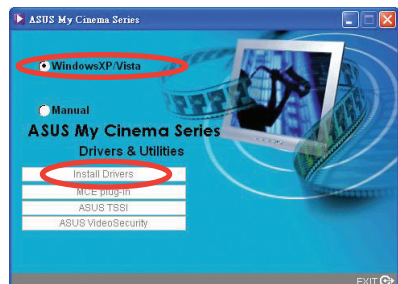 ASUS My Cinema Series
WindowsXP/Vista
Manual
ASUS My Cinema Series
Drivers & Utilities
Install Drivers
MCE plug-in
ASUS TSSI
ASUS VideoSecurity
EXIT